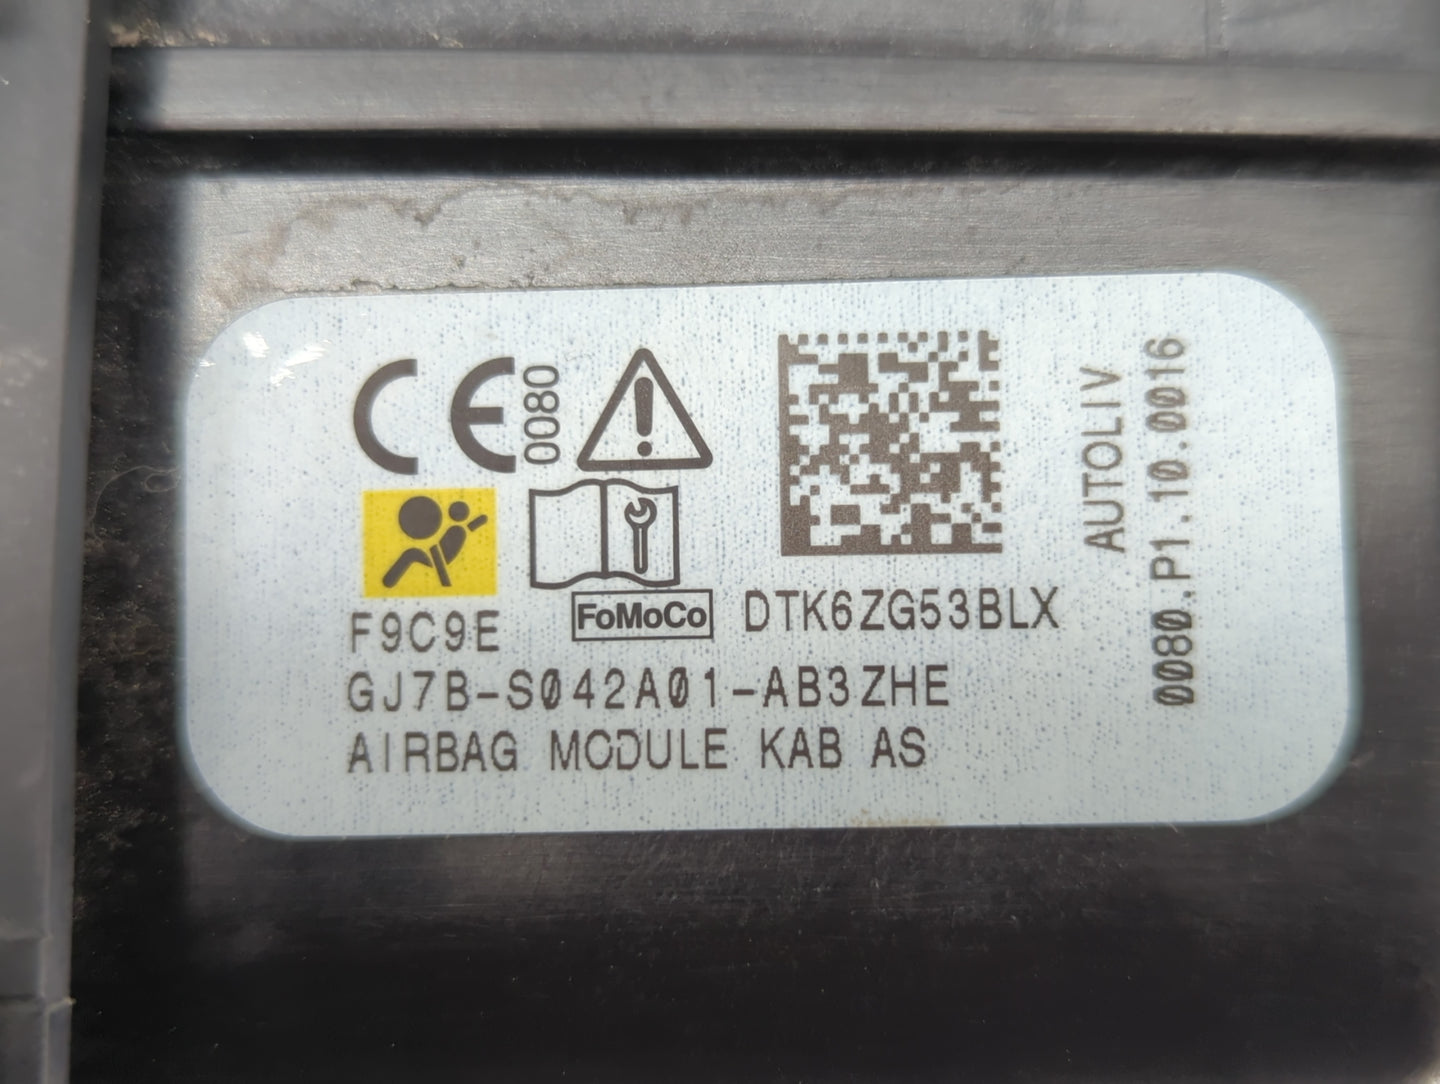 CE 0080
F9C9E
FoMoCo
DTK6ZG53BLX
GJ7B-S042A01-AB3ZHE
AIRBAG MODULE KAB AS
AUTOLIV
0080.P1.10.0016